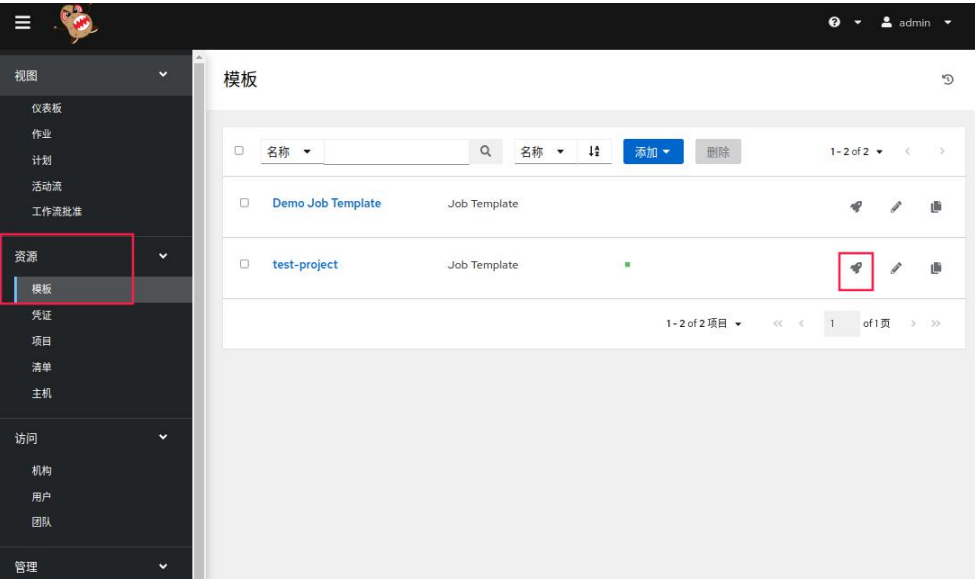 admin
视图
仪表板
作业
计划
活动流
工作流批准
资源
模板
凭证
项目
清单
主机
访问
机构
用户
团队
管理
模板
名称 名称 添加 删除 1 - 2 of 2
Demo Job Template Job Template
test-project Job Template
1 - 2 of 2 项目 1 of 1 页